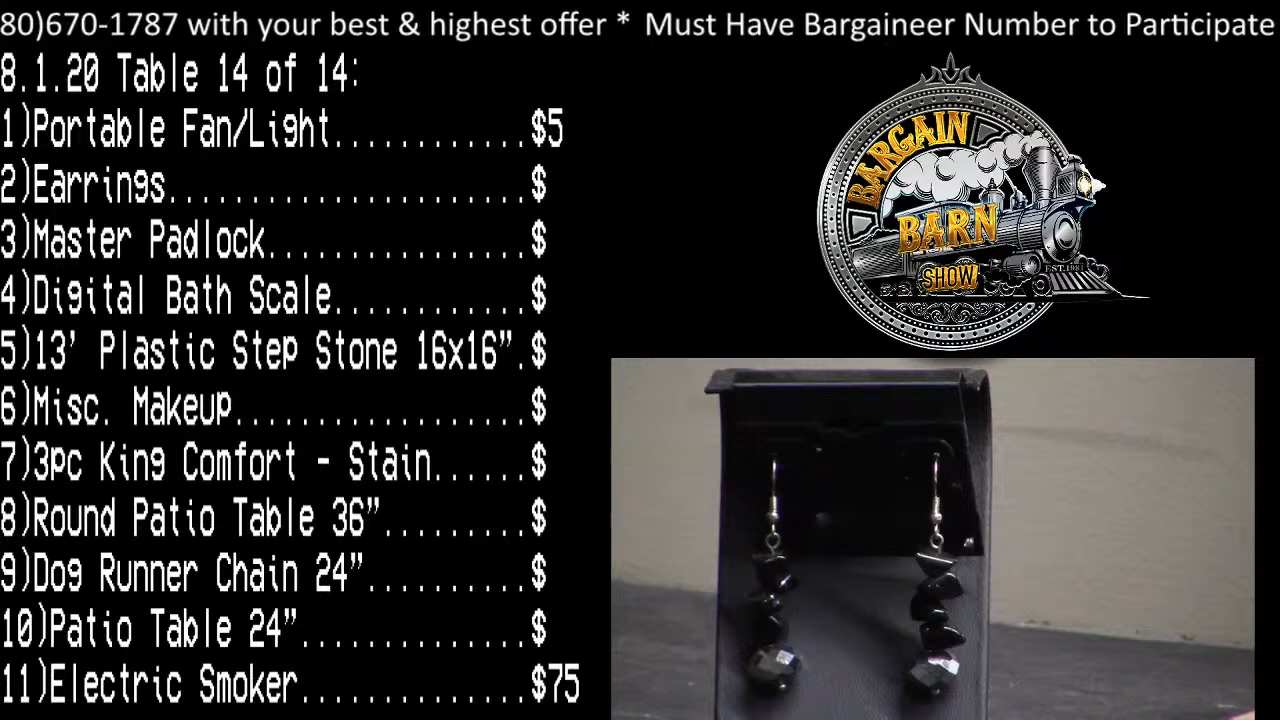 80)670-1787 with your best & highest offer * Must Have Bargaineer Number to Participate
8.1.20 Table 14 of 14:
1)Portable Fan/Light............$5
2)Earrings......................$
3)Master Padlock................$
4)Digital Bath Scale............$
5)13’ Plastic Step Stone 16x16”.$
6)Misc. Makeup..................$
7)3pc King Comfort - Stain......$
8)Round Patio Table 36”.........$
9)Dog Runner Chain 24”..........$
10)Patio Table 24”..............$
11)Electric Smoker..............$75
BARGAIN
BARN
SHOW